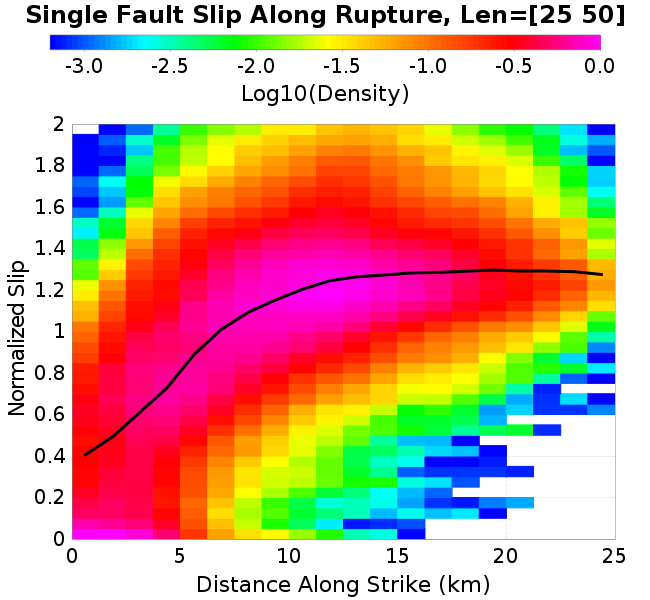 Single Fault Slip Along Rupture, Len=[25 50]
-3.0 -2.5 -2.0 -1.5 -1.0 -0.5 0.0
Log10(Density)
2
1.8
1.6
1.4
1.2
1
0.8
0.6
0.4
0.2
0
Normalized Slip
0 5 10 15 20 25
Distance Along Strike (km)